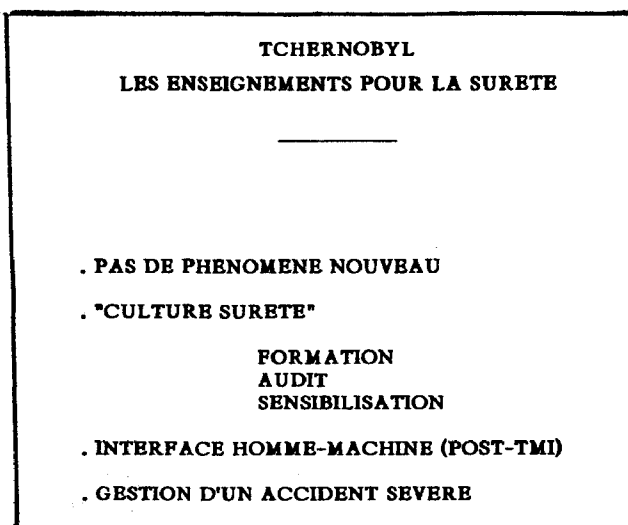 TCHERNOBYL
LES ENSEIGNEMENTS POUR LA SURETE
. PAS DE PHENOMENE NOUVEAU
. "CULTURE SURETE"
FORMATION
AUDIT
SENSIBILISATION
. INTERFACE HOMME-MACHINE (POST-TMI)
. GESTION D'UN ACCIDENT SEVERE